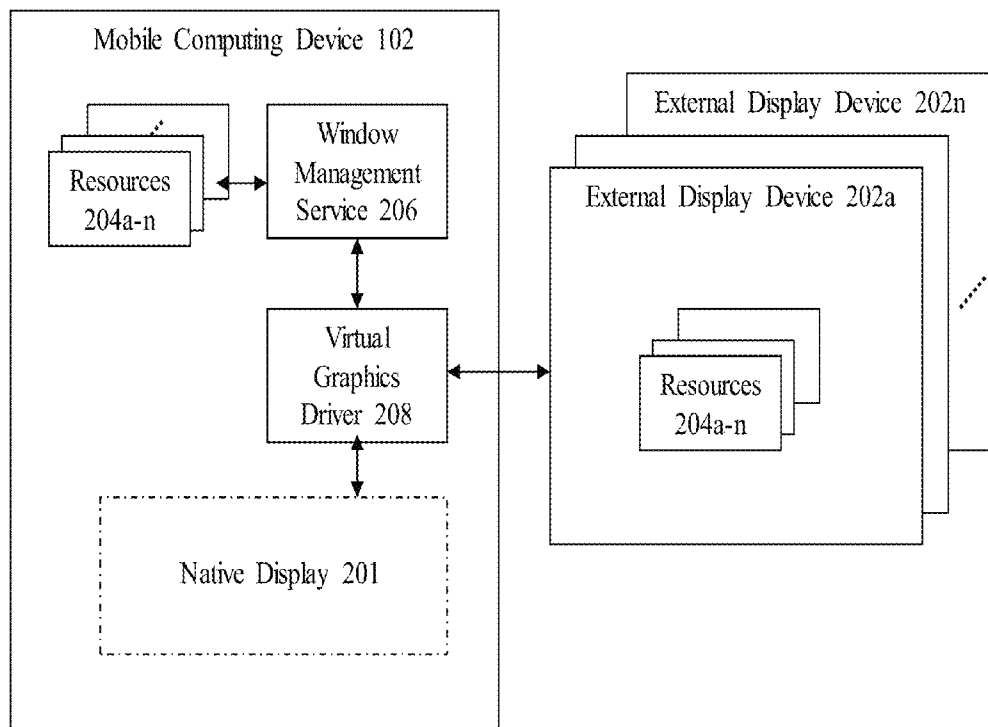 Mobile Computing Device 102
Resources
204a-n
Window
Management
Service 206
Virtual
Graphics
Driver 208
Native Display 201
External Display Device 202n
External Display Device 202a
Resources
204a-n